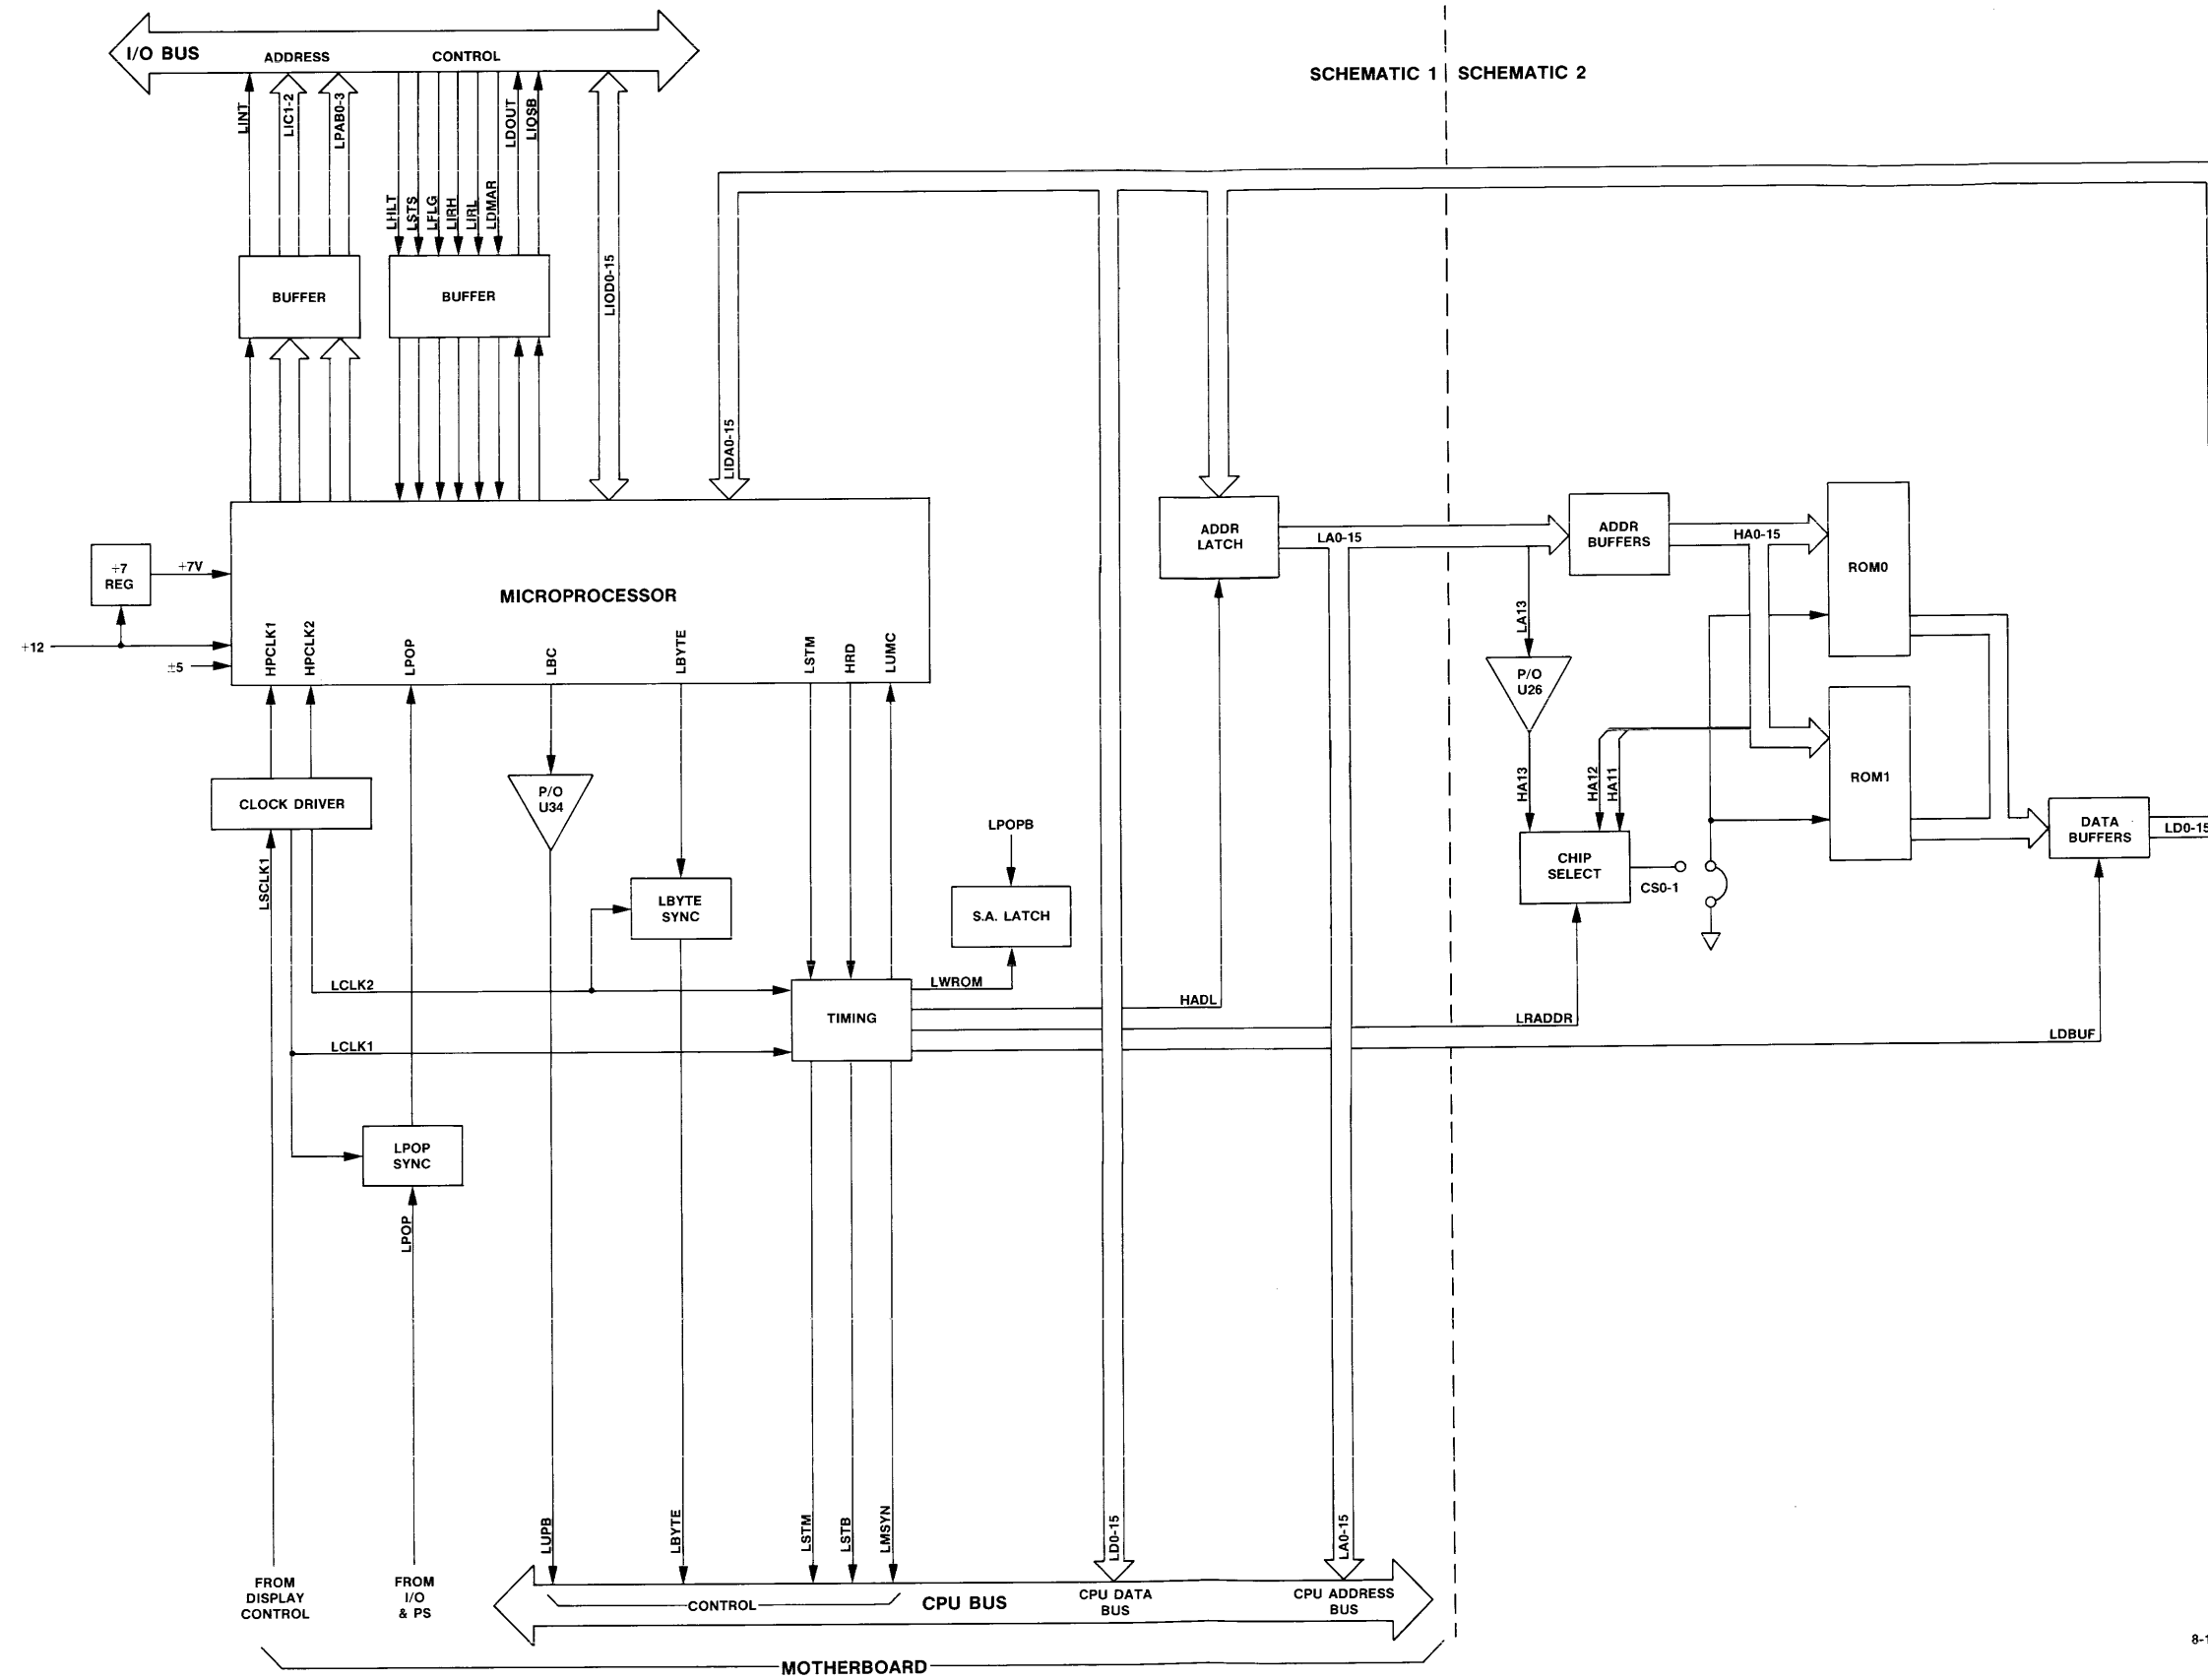 I/O BUS
ADDRESS
CONTROL
SCHEMATIC 1
SCHEMATIC 2
LINT
LIC1-2
LPAB0-3
LHLT
LSTS
LFLG
LIRH
LIRL
LDMAR
LDOUT
LIOSB
LIOD0-15
LIDA0-15
BUFFER
BUFFER
+7
REG
+7V
+12
±5
MICROPROCESSOR
HPCLK1
HPCLK2
LPOP
LBC
LBYTE
LSTM
HRD
LUMC
ADDR
LATCH
LA0-15
ADDR
BUFFERS
HA0-15
ROM0
LA13
P/O
U26
ROM1
HA13
HA12
HA11
CLOCK DRIVER
P/O
U34
LPOPB
CHIP
SELECT
CS0-1
DATA
BUFFERS
LD0-15
LSCLK1
LBYTE
SYNC
S.A. LATCH
LCLK2
LWROM
HADL
TIMING
LRADDR
LCLK1
LDBUF
LPOP
SYNC
LPOP
LUPB
LBYTE
LSTM
LSTB
LMSYN
LD0-15
LA0-15
FROM
DISPLAY
CONTROL
FROM
I/O
& PS
CONTROL
CPU BUS
CPU DATA
BUS
CPU ADDRESS
BUS
MOTHERBOARD